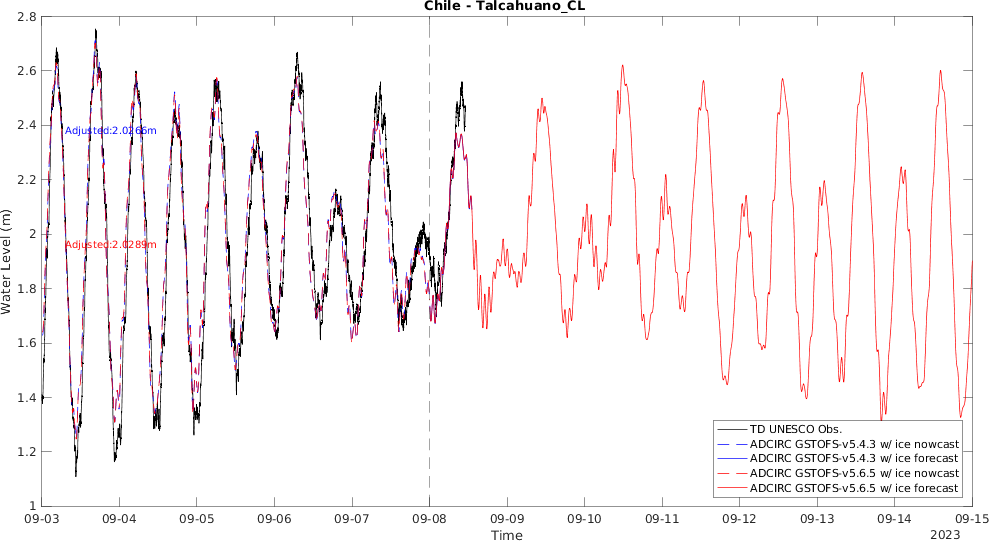 Chile - Talcahuano_CL
2.8
2.6
2.4
2.2
2
1.8
1.6
1.4
1.2
1
Water Level (m)
Adjusted:2.0266m
Adjusted:2.0289m
TD UNESCO Obs.
ADCIRC GSTOFS-v5.4.3 w/ ice nowcast
ADCIRC GSTOFS-v5.4.3 w/ ice forecast
ADCIRC GSTOFS-v5.6.5 w/ ice nowcast
ADCIRC GSTOFS-v5.6.5 w/ ice forecast
09-03 09-04 09-05 09-06 09-07 09-08 09-09 09-10 09-11 09-12 09-13 09-14 09-15
Time
2023